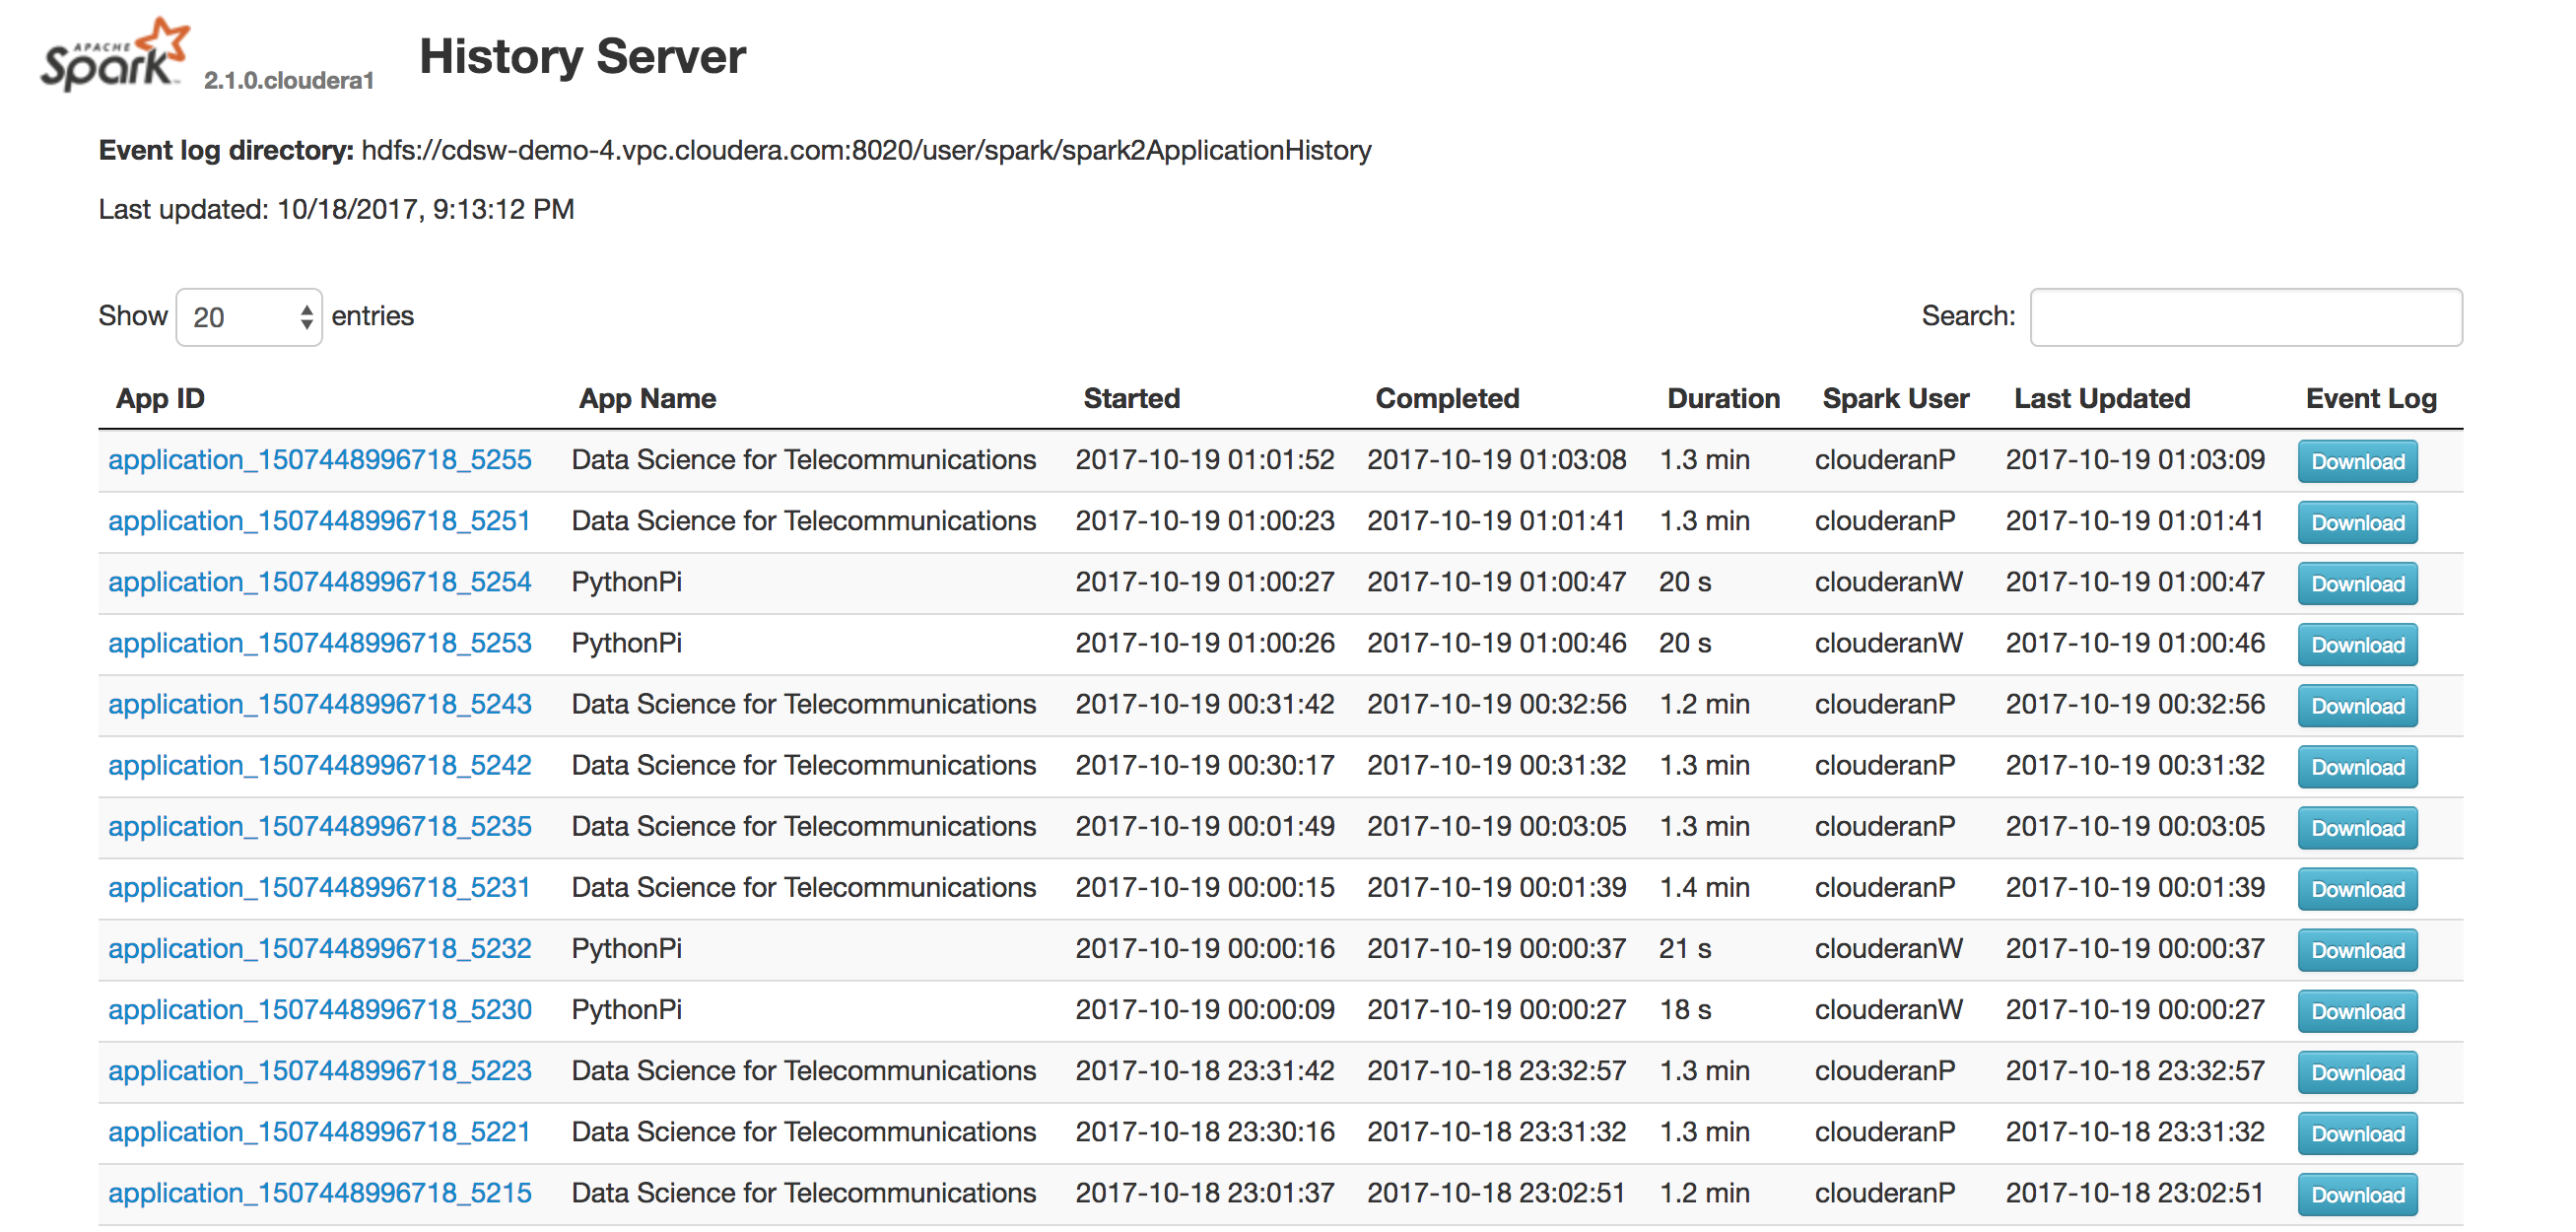 APACHE
Spark 2.1.0.cloudera1 History Server
Event log directory: hdfs://cdsw-demo-4.vpc.cloudera.com:8020/user/spark/spark2ApplicationHistory
Last updated: 10/18/2017, 9:13:12 PM
Show 20 entries Search:
App ID App Name Started Completed Duration Spark User Last Updated Event Log
application_1507448996718_5255 Data Science for Telecommunications 2017-10-19 01:01:52 2017-10-19 01:03:08 1.3 min clouderanP 2017-10-19 01:03:09 Download
application_1507448996718_5251 Data Science for Telecommunications 2017-10-19 01:00:23 2017-10-19 01:01:41 1.3 min clouderanP 2017-10-19 01:01:41 Download
application_1507448996718_5254 PythonPi 2017-10-19 01:00:27 2017-10-19 01:00:47 20 s clouderanW 2017-10-19 01:00:47 Download
application_1507448996718_5253 PythonPi 2017-10-19 01:00:26 2017-10-19 01:00:46 20 s clouderanW 2017-10-19 01:00:46 Download
application_1507448996718_5243 Data Science for Telecommunications 2017-10-19 00:31:42 2017-10-19 00:32:56 1.2 min clouderanP 2017-10-19 00:32:56 Download
application_1507448996718_5242 Data Science for Telecommunications 2017-10-19 00:30:17 2017-10-19 00:31:32 1.3 min clouderanP 2017-10-19 00:31:32 Download
application_1507448996718_5235 Data Science for Telecommunications 2017-10-19 00:01:49 2017-10-19 00:03:05 1.3 min clouderanP 2017-10-19 00:03:05 Download
application_1507448996718_5231 Data Science for Telecommunications 2017-10-19 00:00:15 2017-10-19 00:01:39 1.4 min clouderanP 2017-10-19 00:01:39 Download
application_1507448996718_5232 PythonPi 2017-10-19 00:00:16 2017-10-19 00:00:37 21 s clouderanW 2017-10-19 00:00:37 Download
application_1507448996718_5230 PythonPi 2017-10-19 00:00:09 2017-10-19 00:00:27 18 s clouderanW 2017-10-19 00:00:27 Download
application_1507448996718_5223 Data Science for Telecommunications 2017-10-18 23:31:42 2017-10-18 23:32:57 1.3 min clouderanP 2017-10-18 23:32:57 Download
application_1507448996718_5221 Data Science for Telecommunications 2017-10-18 23:30:16 2017-10-18 23:31:32 1.3 min clouderanP 2017-10-18 23:31:32 Download
application_1507448996718_5215 Data Science for Telecommunications 2017-10-18 23:01:37 2017-10-18 23:02:51 1.2 min clouderanP 2017-10-18 23:02:51 Download